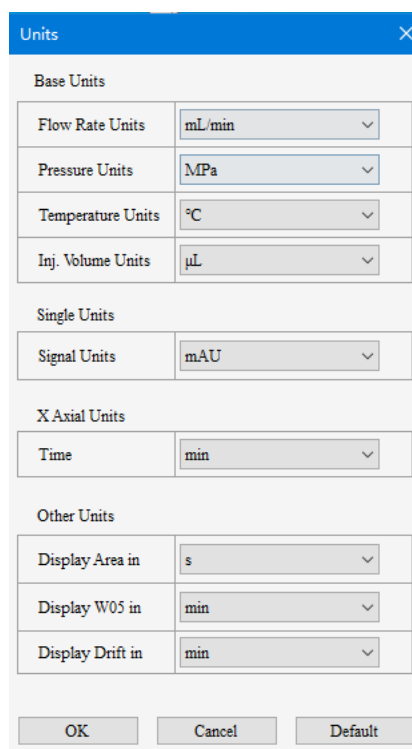 Units
Base Units
Flow Rate Units mL/min
Pressure Units MPa
Temperature Units °C
Inj. Volume Units μL
Single Units
Signal Units mAU
X Axial Units
Time min
Other Units
Display Area in s
Display W05 in min
Display Drift in min
OK Cancel Default